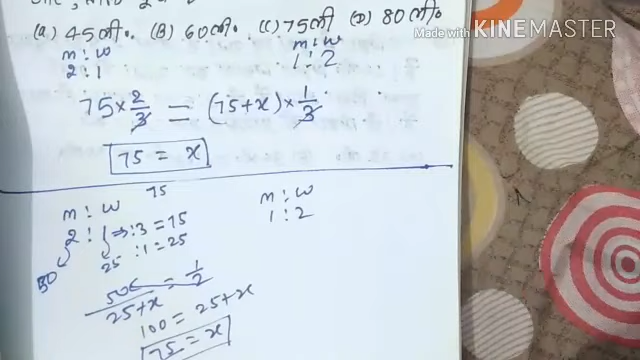 (a) 45ली. (B) 60ली. (C) 75ली (D) 80ली.
Made with KINEMASTER
m : w
2 : 1
m : w
1 : 2
75 × 2/3 = (75+x) × 1/3
75 = x
75
m : w
2 : 1 ⇒ : 3 = 75
25 : 1 = 25
50
m : w
1 : 2
50/25+x = 1/2
100 = 25+x
75 = x